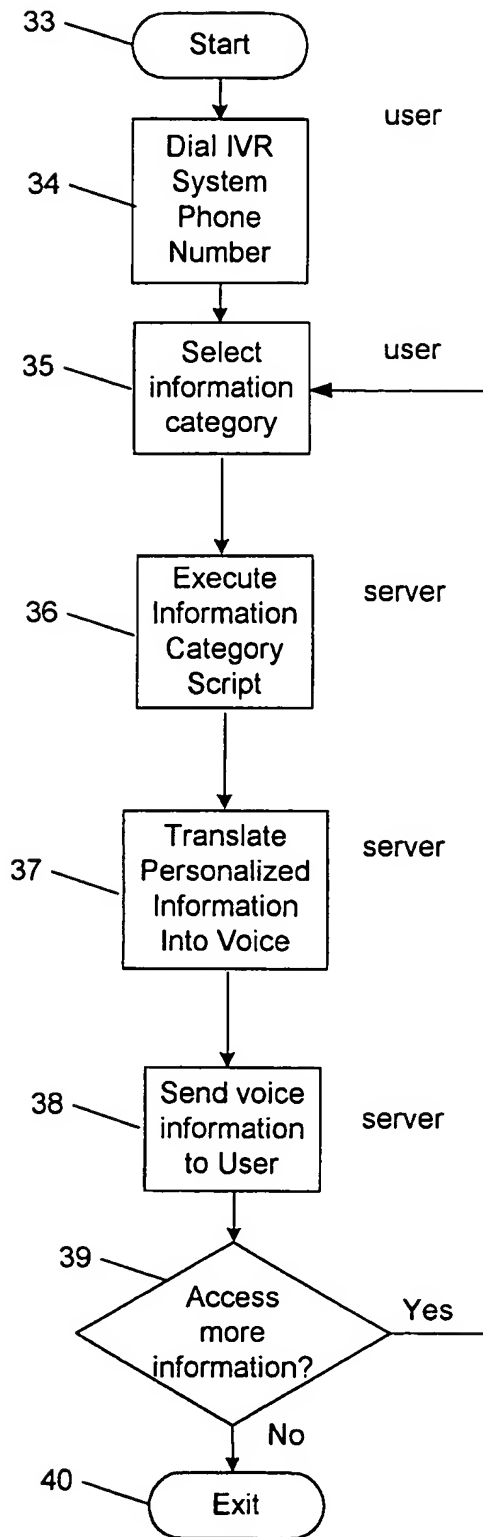 33
Start
user
Dial IVR
System
Phone
Number
34
user
Select
information
category
35
server
Execute
Information
Category
Script
36
server
Translate
Personalized
Information
Into Voice
37
server
Send voice
information
to User
38
39
Access
more
information?
Yes
No
40
Exit